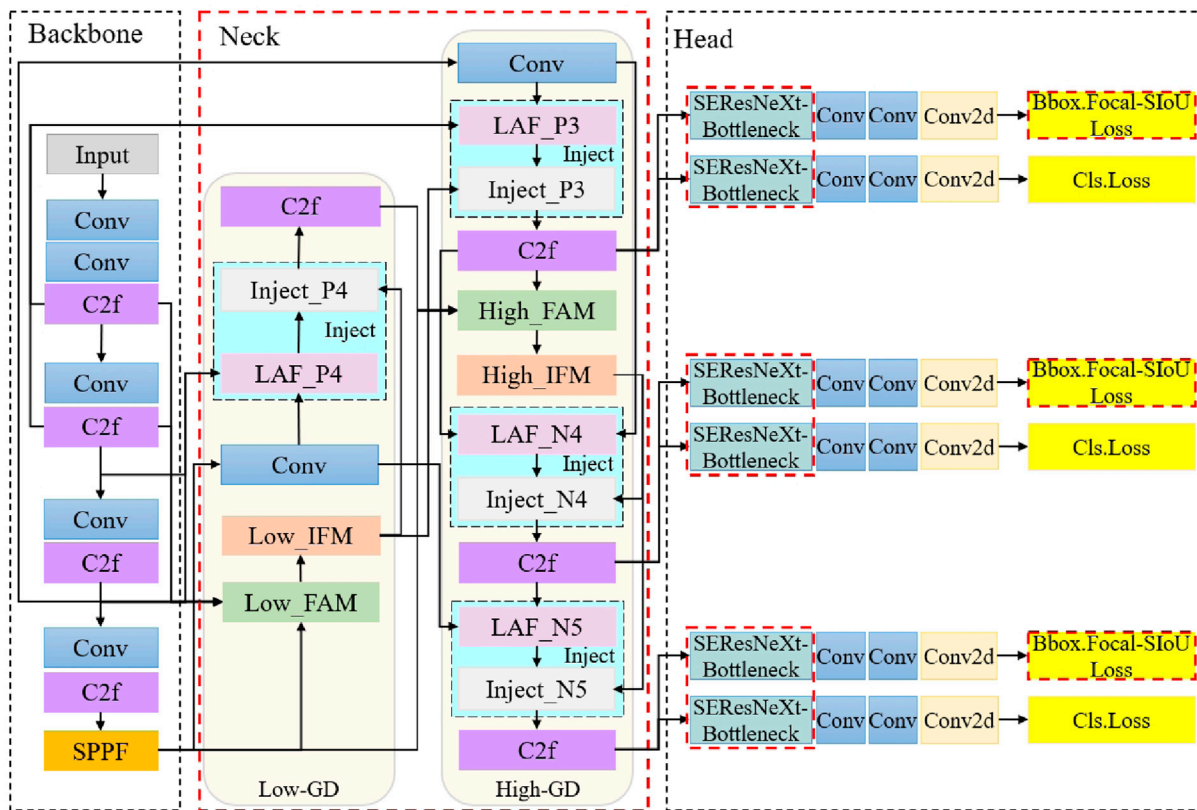 Backbone
Input
Conv
Conv
C2f
Conv
C2f
Conv
C2f
Conv
C2f
SPPF
Neck
C2f
Inject_P4
Inject
LAF_P4
Conv
Low_IFM
Low_FAM
Low-GD
Conv
LAF_P3
Inject
Inject_P3
C2f
High_FAM
High_IFM
LAF_N4
Inject
Inject_N4
C2f
LAF_N5
Inject
Inject_N5
C2f
High-GD
Head
SEResNeXt-
Bottleneck
Conv
Conv
Conv2d
Bbox.Focal-SIoU
Loss
SEResNeXt-
Bottleneck
Conv
Conv
Conv2d
Cls.Loss
SEResNeXt-
Bottleneck
Conv
Conv
Conv2d
Bbox.Focal-SIoU
Loss
SEResNeXt-
Bottleneck
Conv
Conv
Conv2d
Cls.Loss
SEResNeXt-
Bottleneck
Conv
Conv
Conv2d
Bbox.Focal-SIoU
Loss
SEResNeXt-
Bottleneck
Conv
Conv
Conv2d
Cls.Loss